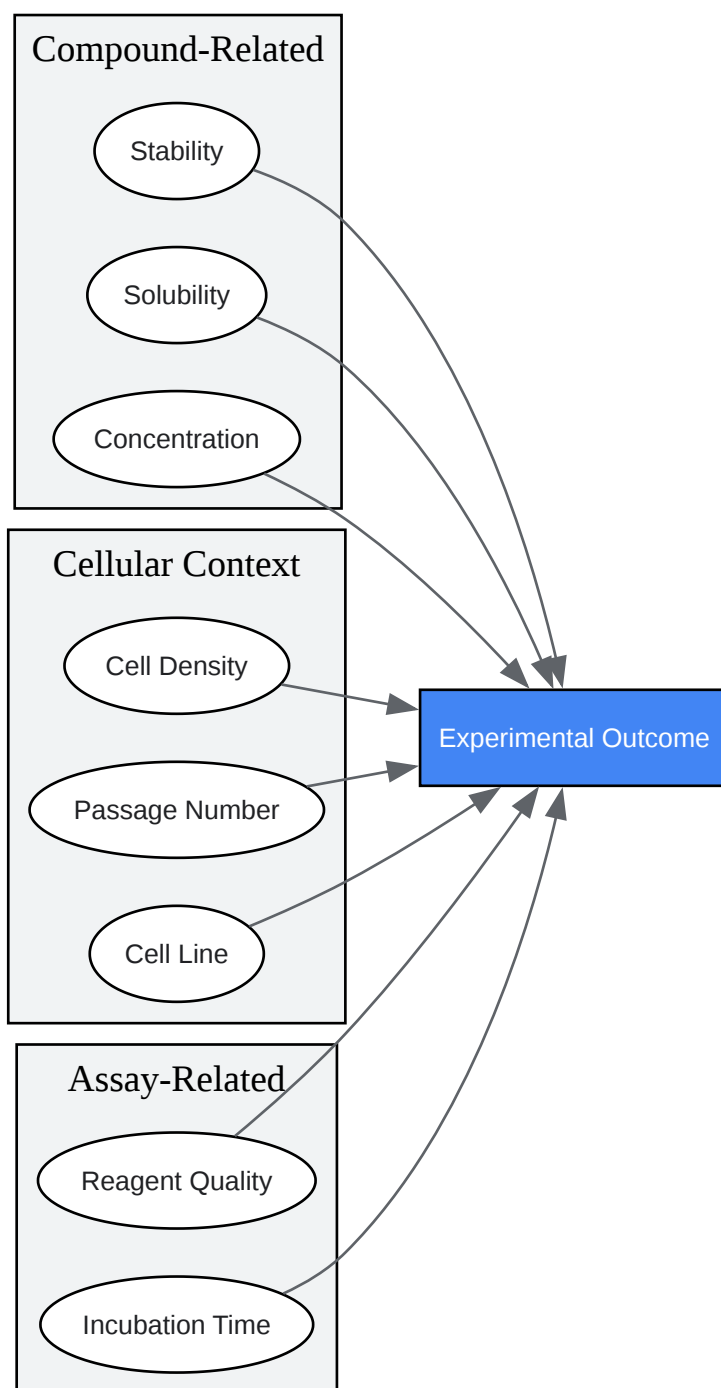 Compound-Related
Stability
Solubility
Concentration
Cellular Context
Cell Density
Passage Number
Cell Line
Experimental Outcome
Assay-Related
Reagent Quality
Incubation Time